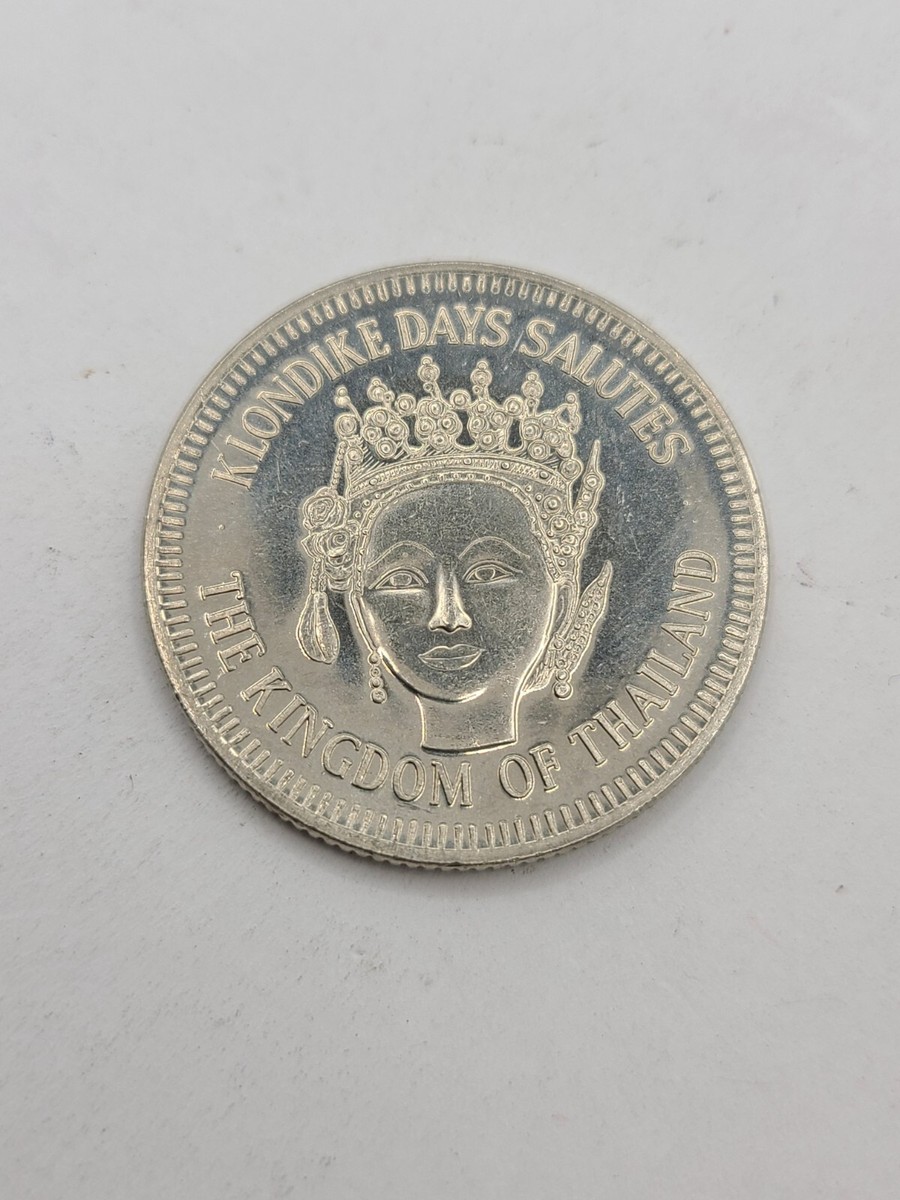 KLONDIKE DAYS SALUTES
THE KINGDOM OF THAILAND